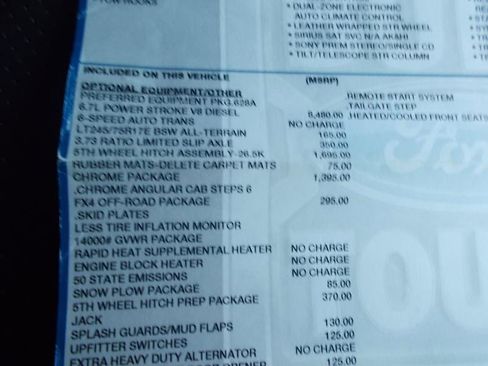 TOW HOOKS
• DUAL-ZONE ELECTRONIC
AUTO CLIMATE CONTROL
• LEATHER WRAPPED STR WHEEL
• SIRIUS SAT SVC N/A AK&HI
• SONY PREM STEREO/SINGLE CD
• TILT/TELESCOPE STR COLUMN
INCLUDED ON THIS VEHICLE
(MSRP)
OPTIONAL EQUIPMENT/OTHER
PREFERRED EQUIPMENT PKG.628A
.REMOTE START SYSTEM
.TAILGATE STEP
6.7L POWER STROKE V8 DIESEL 8,480.00
.HEATED/COOLED FRONT SEATS
6-SPEED AUTO TRANS NO CHARGE
LT245/75R17E BSW ALL-TERRAIN 165.00
3.73 RATIO LIMITED SLIP AXLE 350.00
5TH WHEEL HITCH ASSEMBLY-26.5K 1,695.00
RUBBER MATS-DELETE CARPET MATS 75.00
CHROME PACKAGE 1,395.00
.CHROME ANGULAR CAB STEPS 6
FX4 OFF-ROAD PACKAGE 295.00
.SKID PLATES
LESS TIRE INFLATION MONITOR
14000# GVWR PACKAGE
RAPID HEAT SUPPLEMENTAL HEATER NO CHARGE
ENGINE BLOCK HEATER NO CHARGE
50 STATE EMISSIONS NO CHARGE
SNOW PLOW PACKAGE 85.00
5TH WHEEL HITCH PREP PACKAGE 370.00
JACK
SPLASH GUARDS/MUD FLAPS 130.00
UPFITTER SWITCHES 125.00
EXTRA HEAVY DUTY ALTERNATOR NO CHARGE
125.00